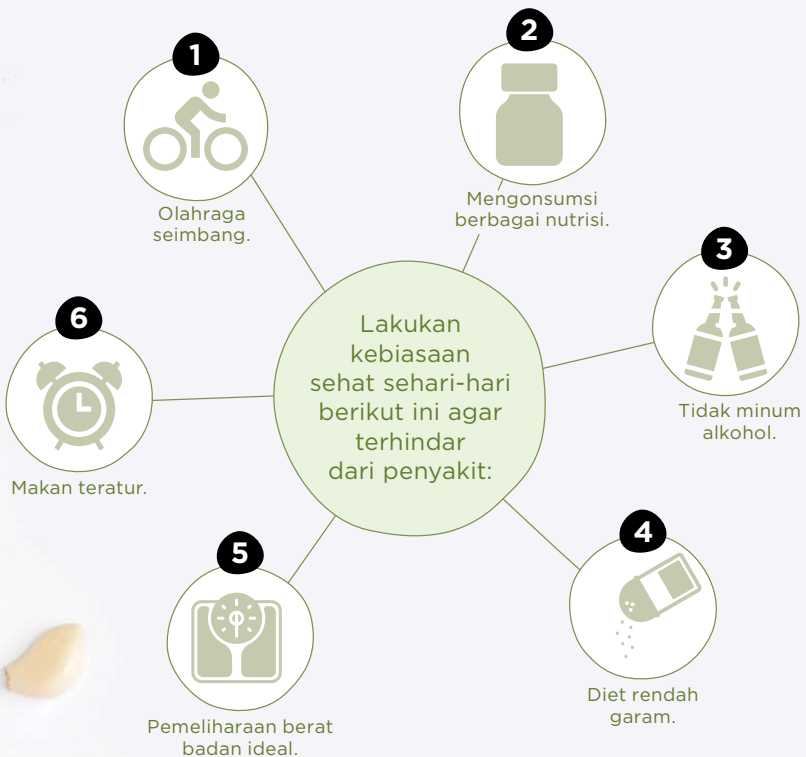 Lakukan
kebiasaan
sehat sehari-hari
berikut ini agar
terhindar
dari penyakit:
1
Olahraga
seimbang.
2
Mengonsumsi
berbagai nutrisi.
3
Tidak minum
alkohol.
4
Diet rendah
garam.
5
Pemeliharaan berat
badan ideal.
6
Makan teratur.